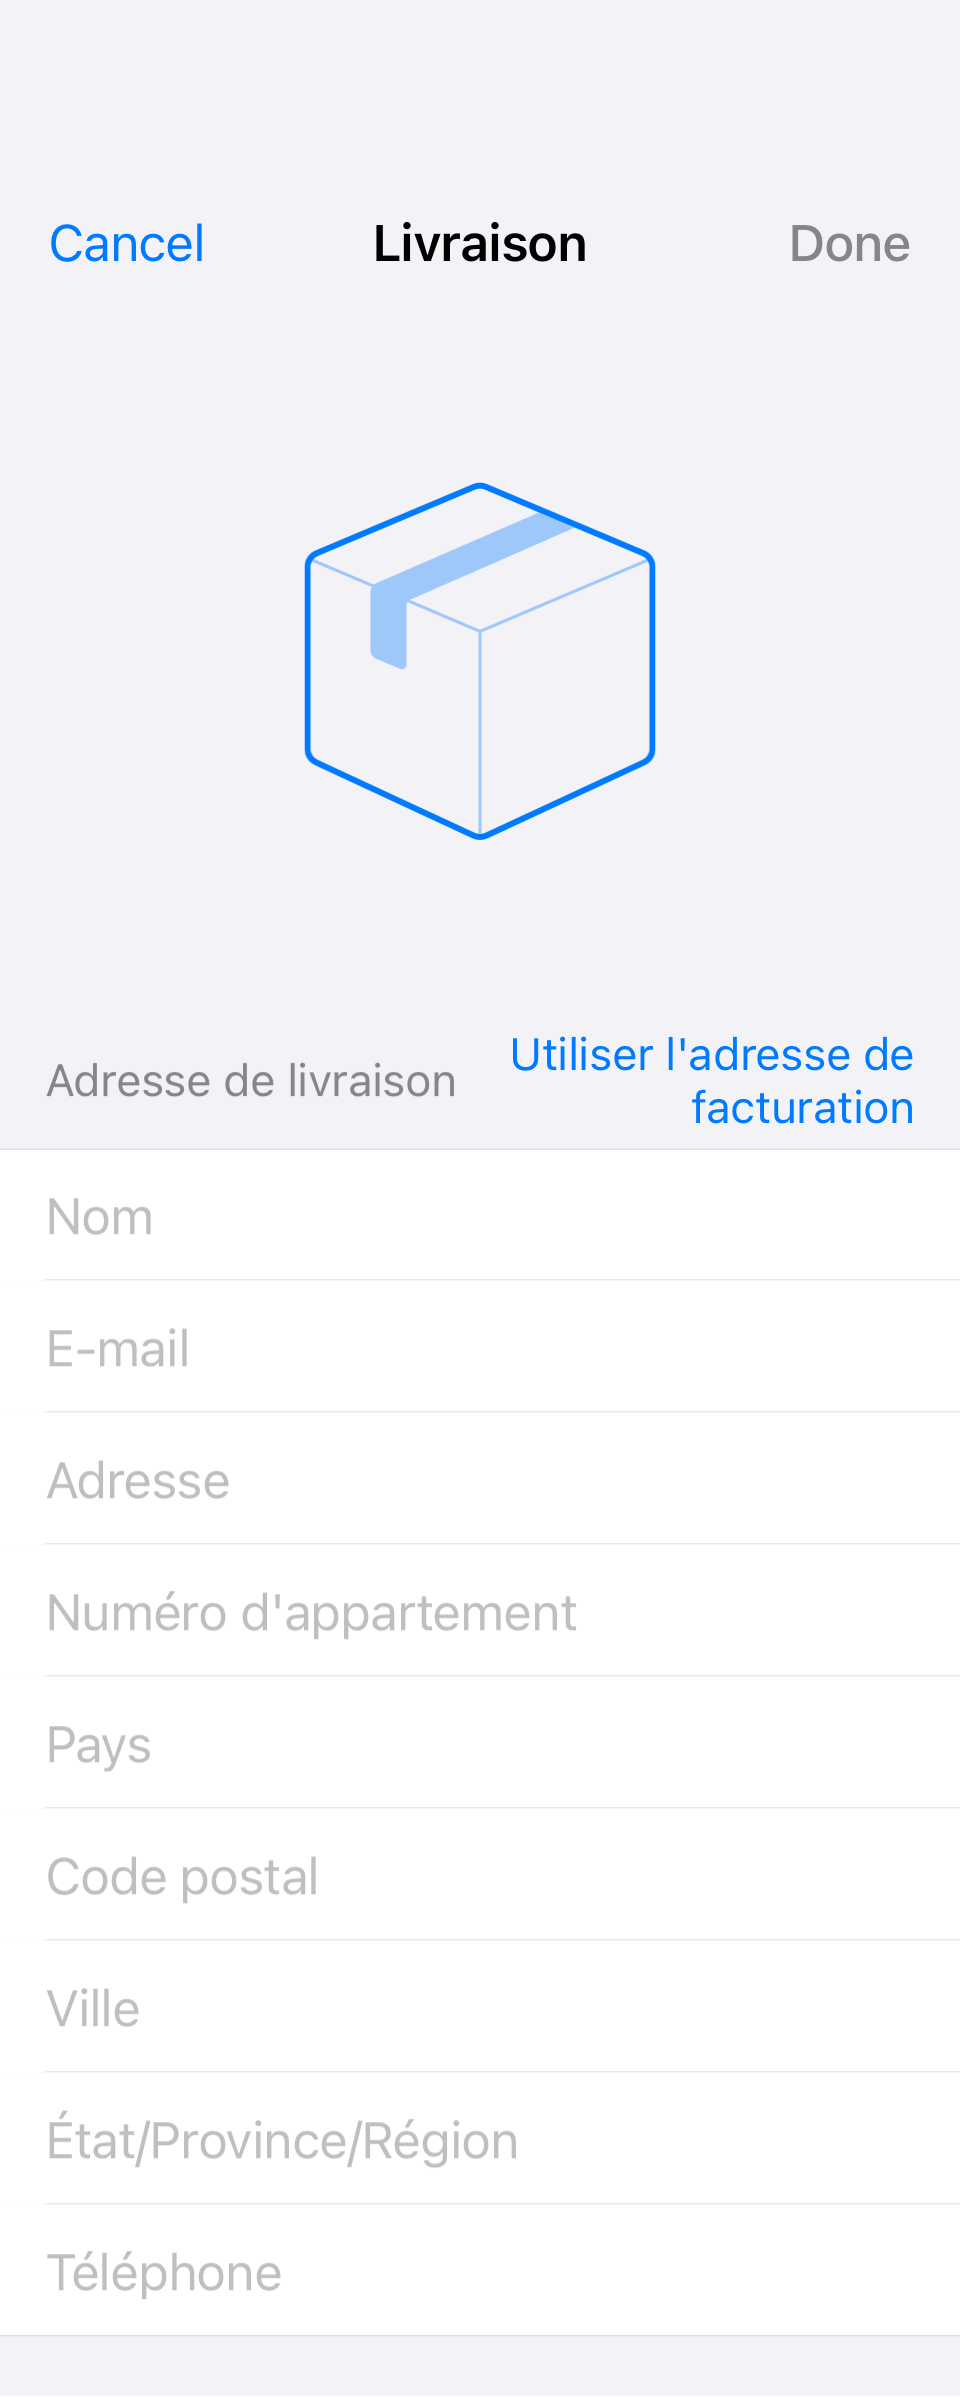 Cancel
Livraison
Done
Adresse de livraison
Utiliser l'adresse de
facturation
Nom
E-mail
Adresse
Numéro d'appartement
Pays
Code postal
Ville
État/Province/Région
Téléphone